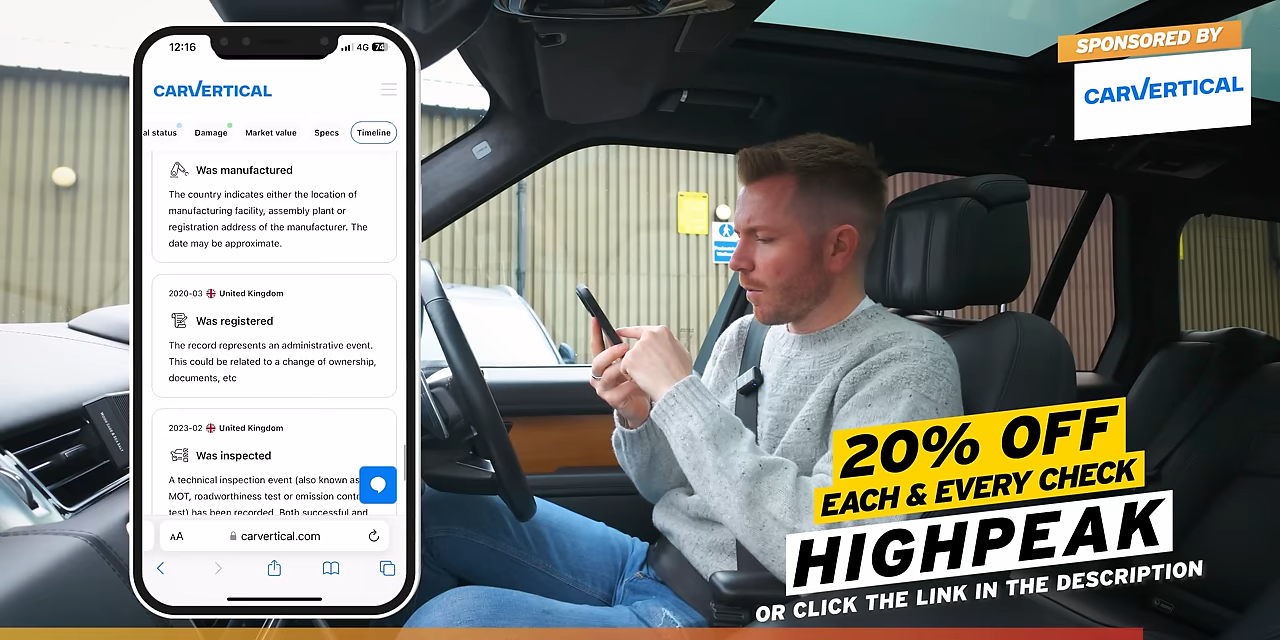 12:16
4G 74
CARVERTICAL
al status
Damage
Market value
Specs
Timeline
Was manufactured
The country indicates either the location of
manufacturing facility, assembly plant or
registration address of the manufacturer. The
date may be approximate.
2020-03 United Kingdom
Was registered
The record represents an administrative event.
This could be related to a change of ownership,
documents, etc
2023-02 United Kingdom
Was inspected
A technical inspection event (also known as
MOT, roadworthiness test or emission contr
test) has been recorded. Both successful and
AA carvertical.com
SPONSORED BY
CARVERTICAL
20% OFF
EACH & EVERY CHECK
HIGHPEAK
OR CLICK THE LINK IN THE DESCRIPTION